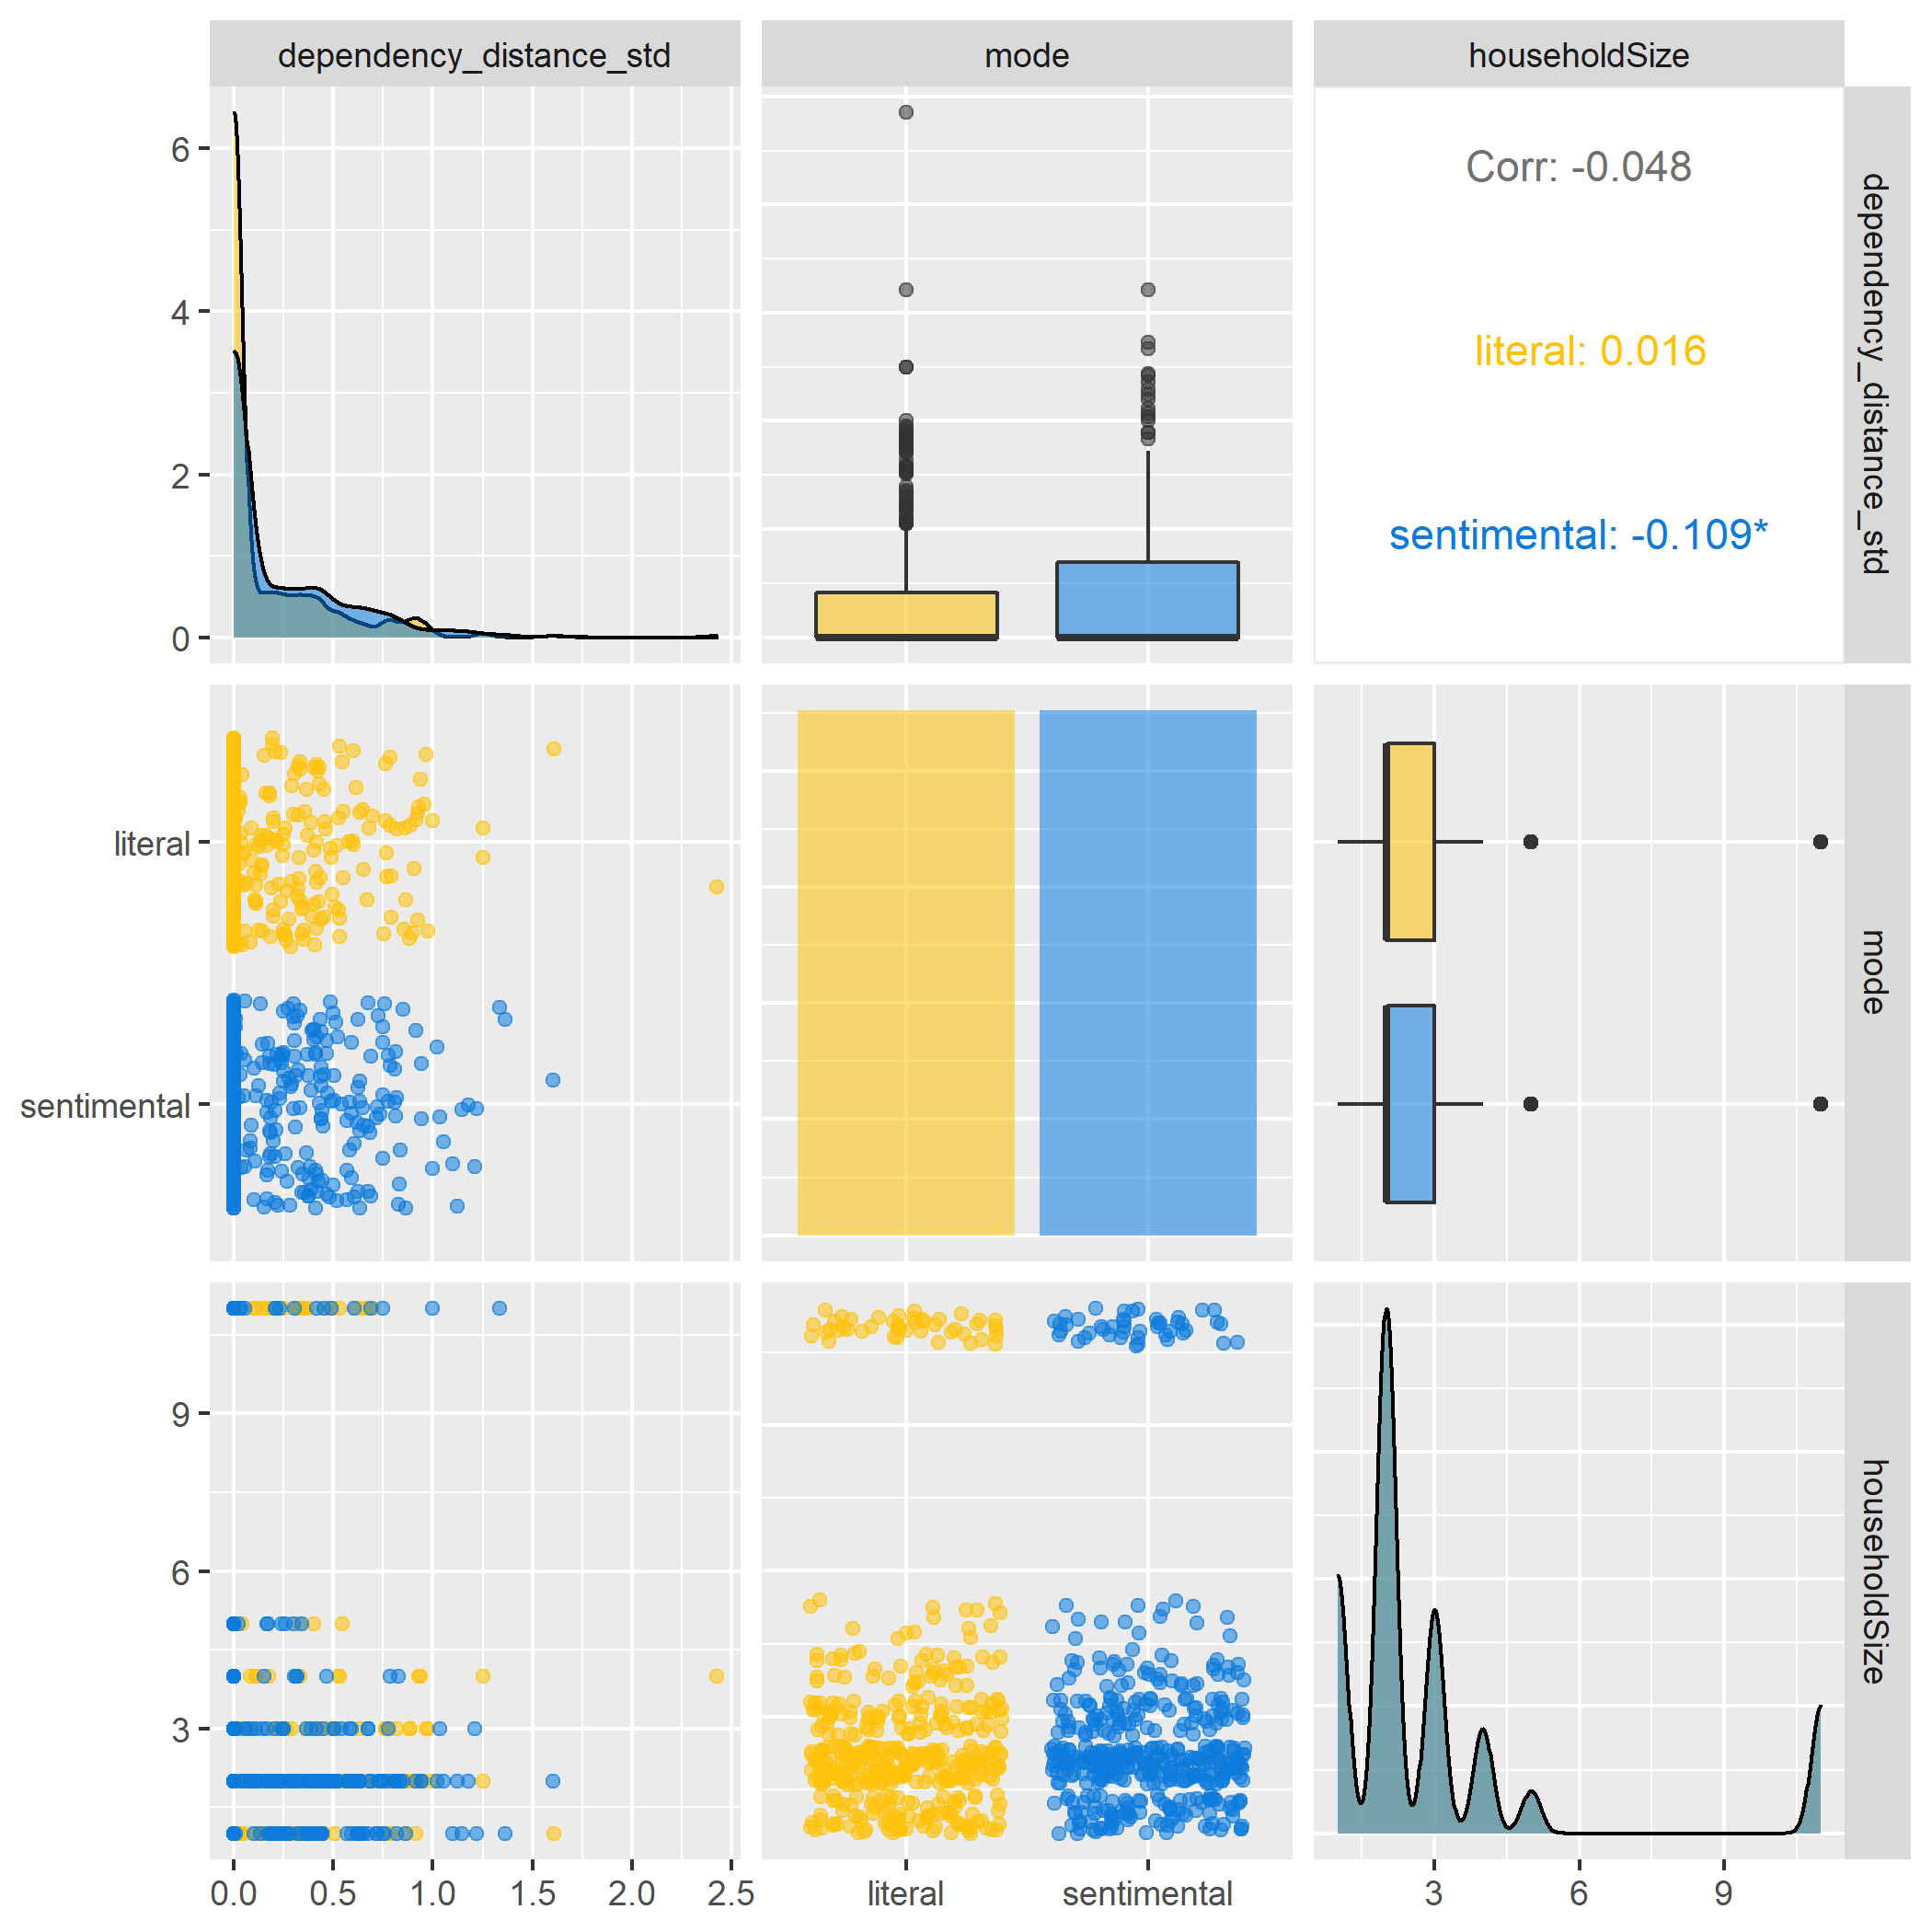 dependency_distance_std mode householdSize
6
4
2
0
Corr: -0.048
literal: 0.016
sentimental: -0.109*
dependency_distance_std
literal
sentimental
mode
9
6
3
householdSize
0.0 0.5 1.0 1.5 2.0 2.5 literal sentimental 3 6 9